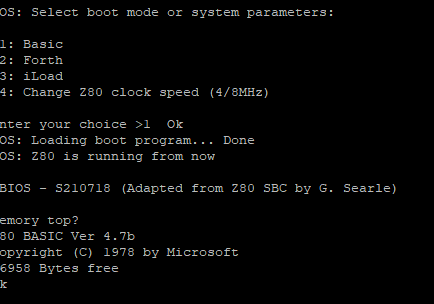 OS: Select boot mode or system parameters:
1: Basic
2: Forth
3: iLoad
4: Change Z80 clock speed (4/8MHz)
nter your choice >1  Ok
OS: Loading boot program... Done
OS: Z80 is running from now
BIOS - S210718 (Adapted from Z80 SBC by G. Searle)
emory top?
80 BASIC Ver 4.7b
opyright (C) 1978 by Microsoft
6958 Bytes free
k